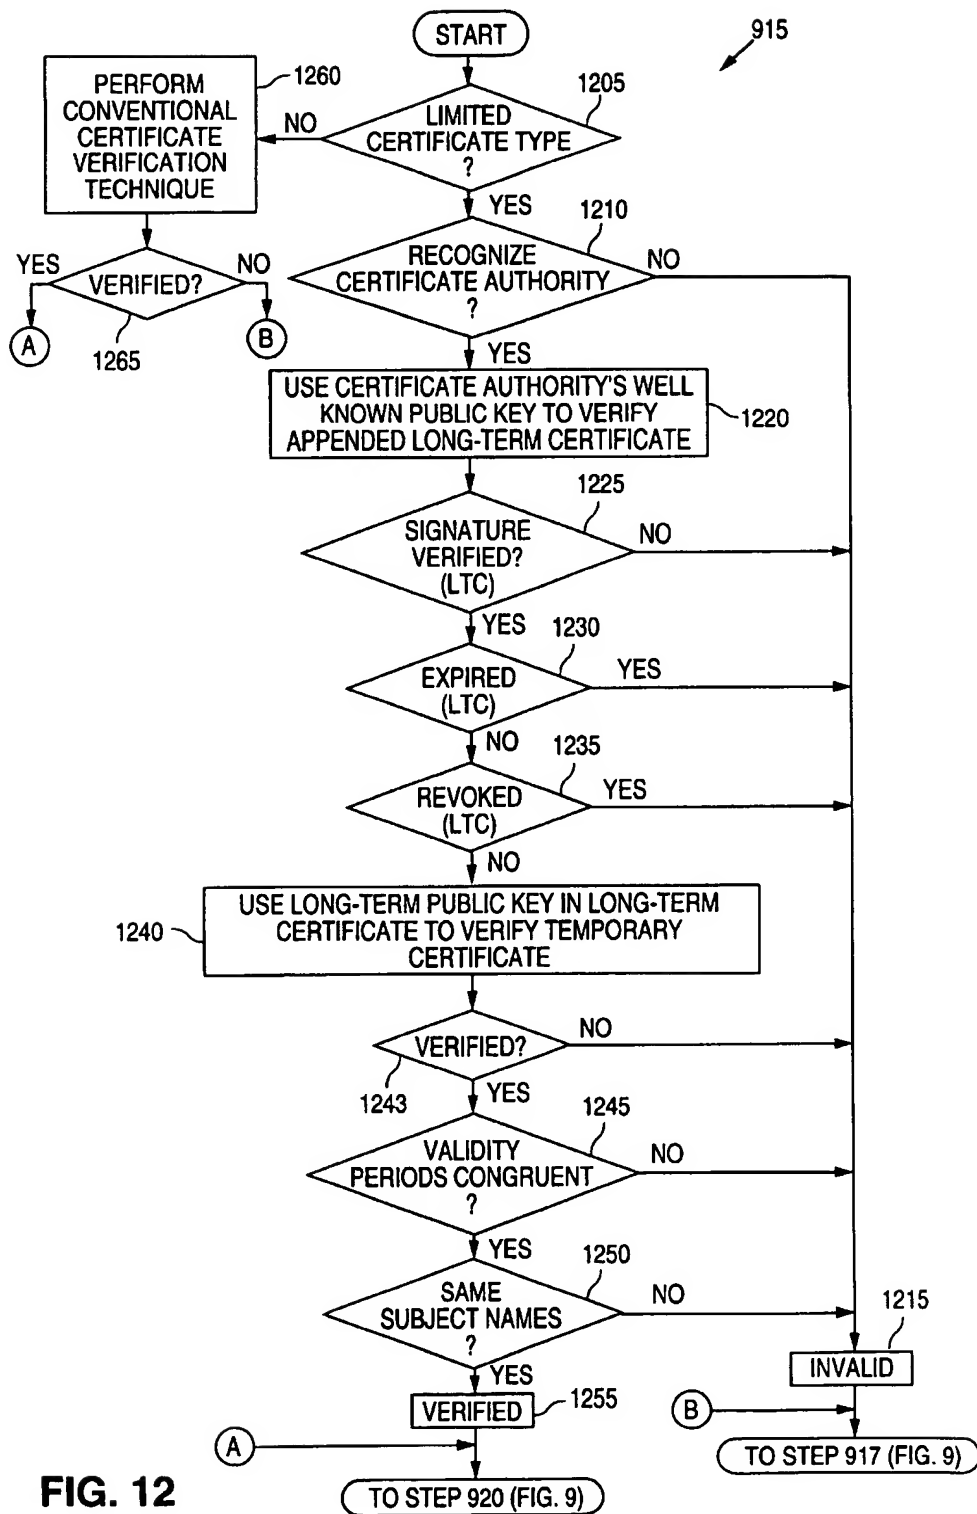 START
915
PERFORM
CONVENTIONAL
CERTIFICATE
VERIFICATION
TECHNIQUE
1260
NO
LIMITED
CERTIFICATE TYPE
?
1205
YES
YES
VERIFIED?
NO
1265
A
B
RECOGNIZE
CERTIFICATE AUTHORITY
?
1210
NO
YES
USE CERTIFICATE AUTHORITY'S WELL
KNOWN PUBLIC KEY TO VERIFY
APPENDED LONG-TERM CERTIFICATE
1220
SIGNATURE
VERIFIED?
(LTC)
1225
NO
YES
EXPIRED
(LTC)
1230
YES
NO
REVOKED
(LTC)
1235
YES
NO
USE LONG-TERM PUBLIC KEY IN LONG-TERM
CERTIFICATE TO VERIFY TEMPORARY
CERTIFICATE
1240
VERIFIED?
NO
1243
YES
VALIDITY
PERIODS CONGRUENT
?
1245
NO
YES
SAME
SUBJECT NAMES
?
1250
NO
YES
1215
INVALID
VERIFIED
1255
B
A
TO STEP 917 (FIG. 9)
TO STEP 920 (FIG. 9)
FIG. 12